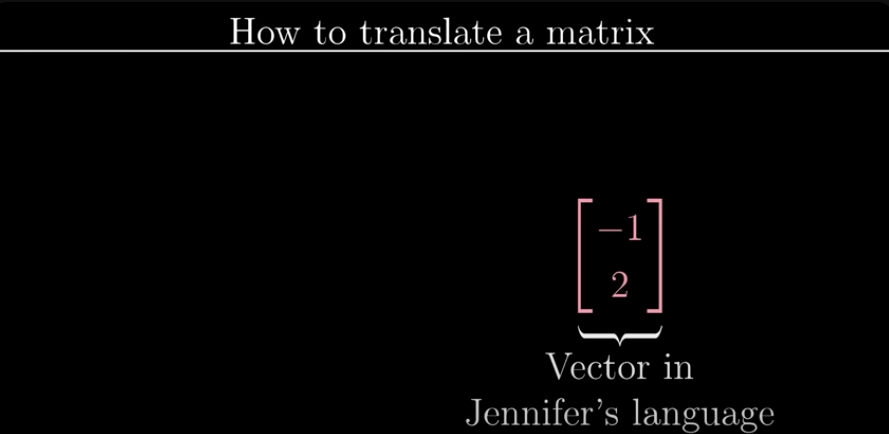 How to translate a matrix
−1
2
Vector in
Jennifer's language